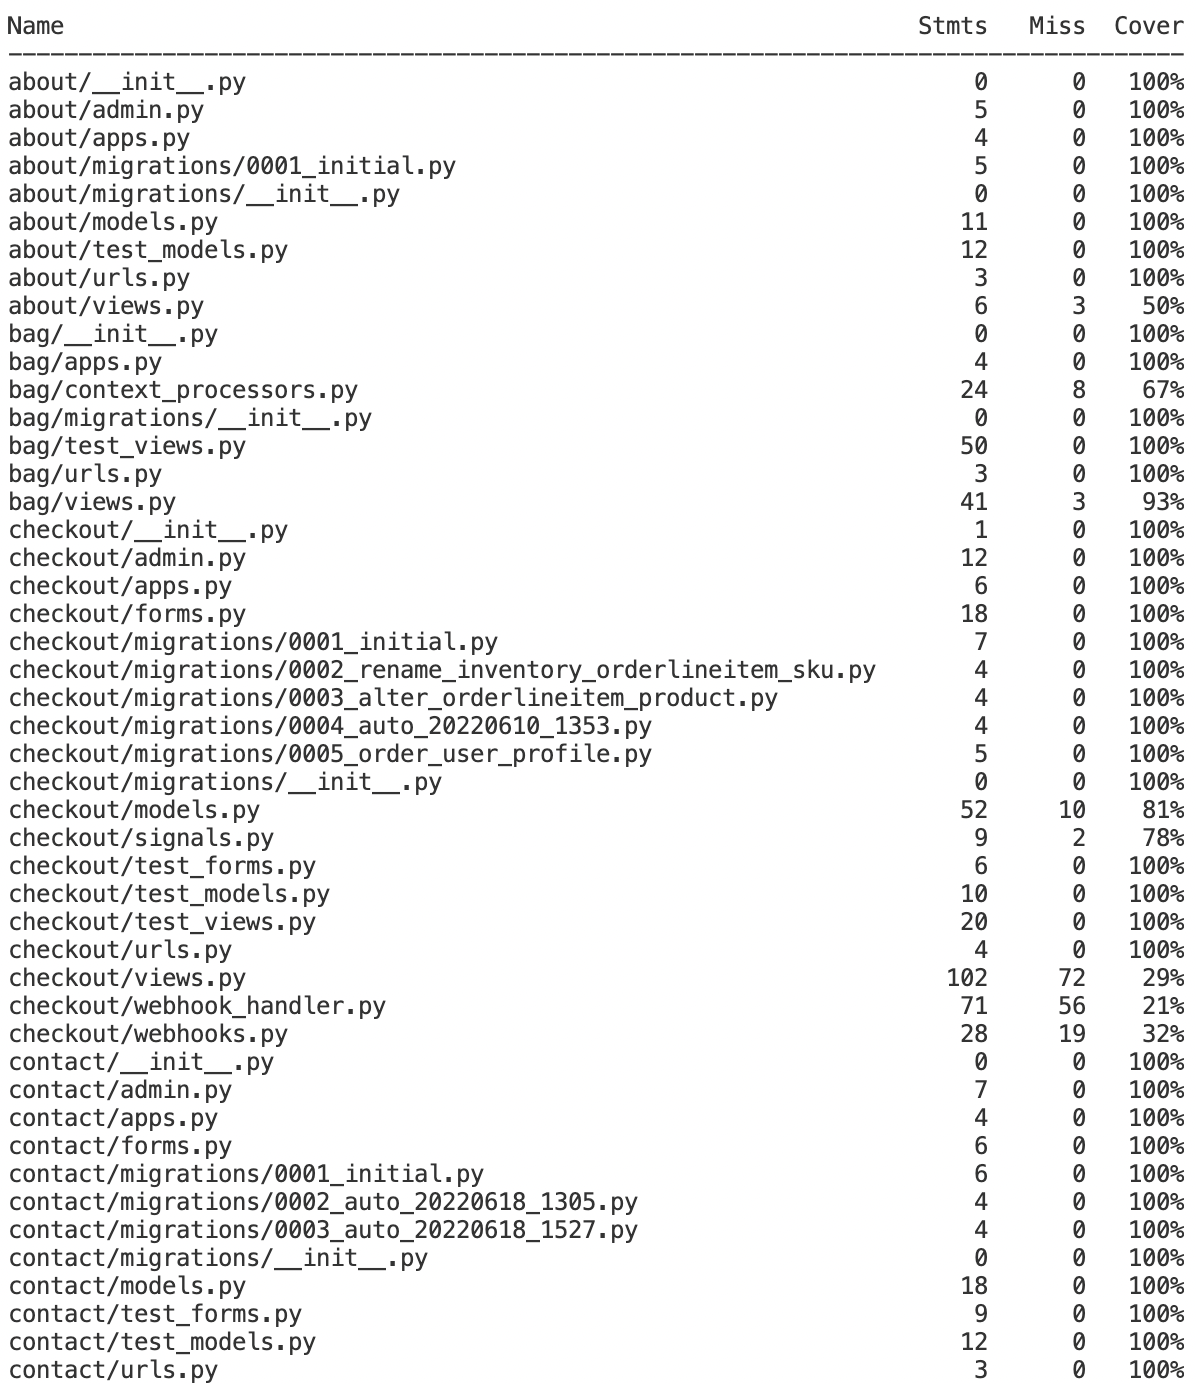 Name Stmts Miss Cover
------------------------------------------------------------------------------------
about/__init__.py 0 0 100%
about/admin.py 5 0 100%
about/apps.py 4 0 100%
about/migrations/0001_initial.py 5 0 100%
about/migrations/__init__.py 0 0 100%
about/models.py 11 0 100%
about/test_models.py 12 0 100%
about/urls.py 3 0 100%
about/views.py 6 3 50%
bag/__init__.py 0 0 100%
bag/apps.py 4 0 100%
bag/context_processors.py 24 8 67%
bag/migrations/__init__.py 0 0 100%
bag/test_views.py 50 0 100%
bag/urls.py 3 0 100%
bag/views.py 41 3 93%
checkout/__init__.py 1 0 100%
checkout/admin.py 12 0 100%
checkout/apps.py 6 0 100%
checkout/forms.py 18 0 100%
checkout/migrations/0001_initial.py 7 0 100%
checkout/migrations/0002_rename_inventory_orderlineitem_sku.py 4 0 100%
checkout/migrations/0003_alter_orderlineitem_product.py 4 0 100%
checkout/migrations/0004_auto_20220610_1353.py 4 0 100%
checkout/migrations/0005_order_user_profile.py 5 0 100%
checkout/migrations/__init__.py 0 0 100%
checkout/models.py 52 10 81%
checkout/signals.py 9 2 78%
checkout/test_forms.py 6 0 100%
checkout/test_models.py 10 0 100%
checkout/test_views.py 20 0 100%
checkout/urls.py 4 0 100%
checkout/views.py 102 72 29%
checkout/webhook_handler.py 71 56 21%
checkout/webhooks.py 28 19 32%
contact/__init__.py 0 0 100%
contact/admin.py 7 0 100%
contact/apps.py 4 0 100%
contact/forms.py 6 0 100%
contact/migrations/0001_initial.py 6 0 100%
contact/migrations/0002_auto_20220618_1305.py 4 0 100%
contact/migrations/0003_auto_20220618_1527.py 4 0 100%
contact/migrations/__init__.py 0 0 100%
contact/models.py 18 0 100%
contact/test_forms.py 9 0 100%
contact/test_models.py 12 0 100%
contact/urls.py 3 0 100%